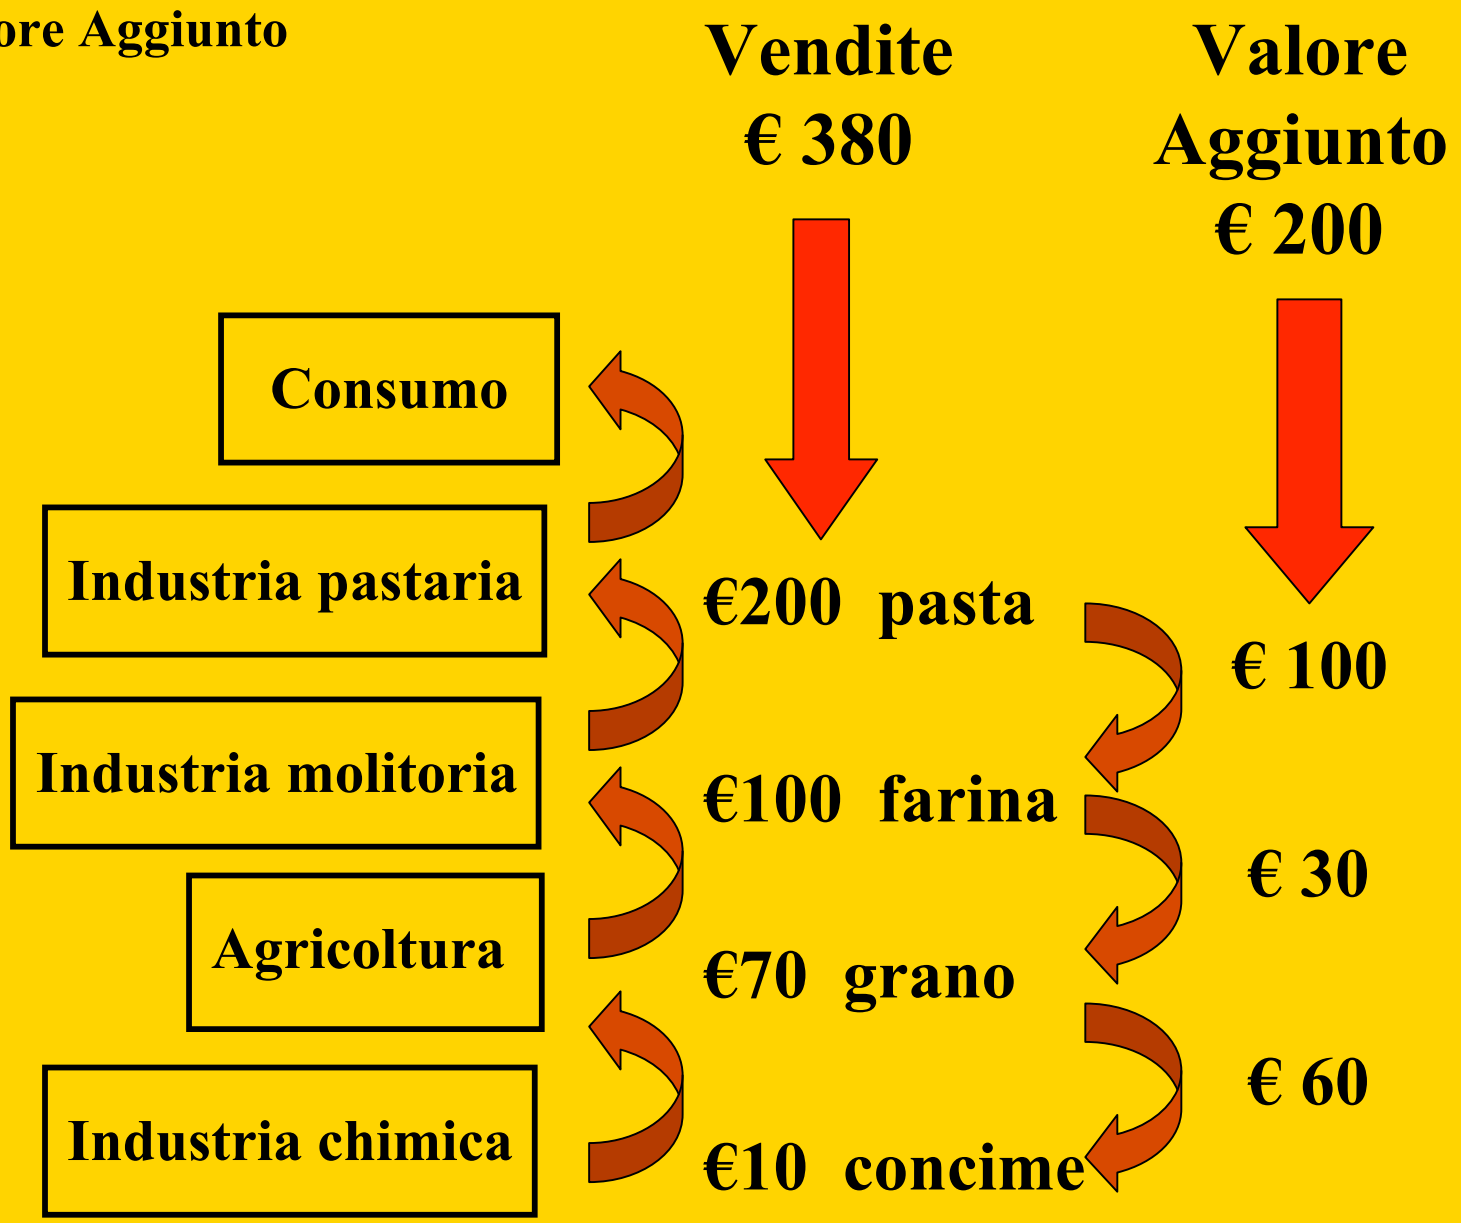 Aggiunto
Vendite
€ 380
Valore
Aggiunto
€ 200
Consumo
Industria pastaria
€200 pasta
€ 100
Industria molitoria
€100 farina
€ 30
Agricoltura
€70 grano
€ 60
Industria chimica
€10 concime